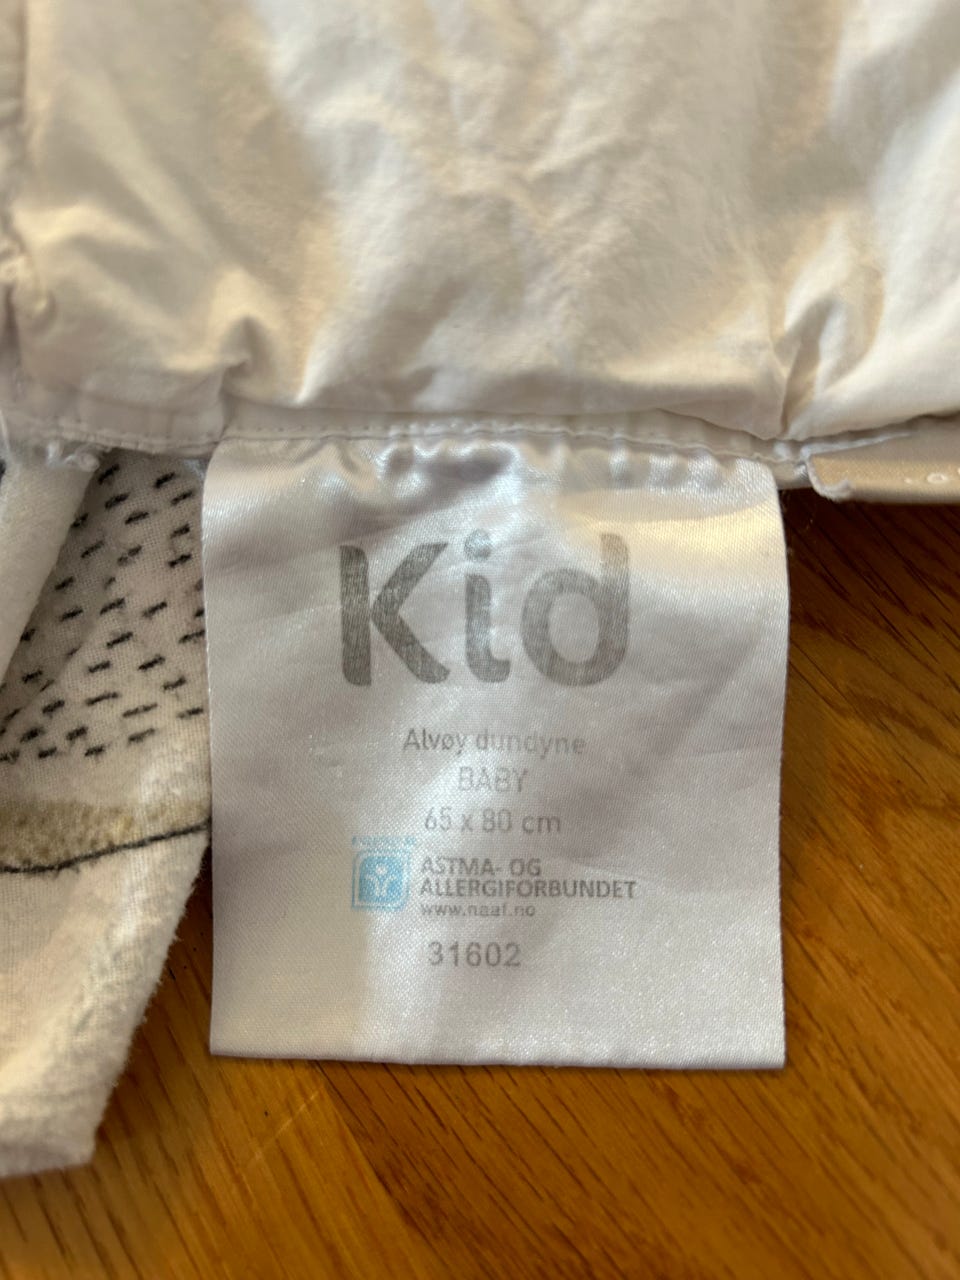 Kid
Alvøy dundyne
BABY
65 x 80 cm
ASTMA- OG
ALLERGIFORBUNDET
www.naaf.no
31602